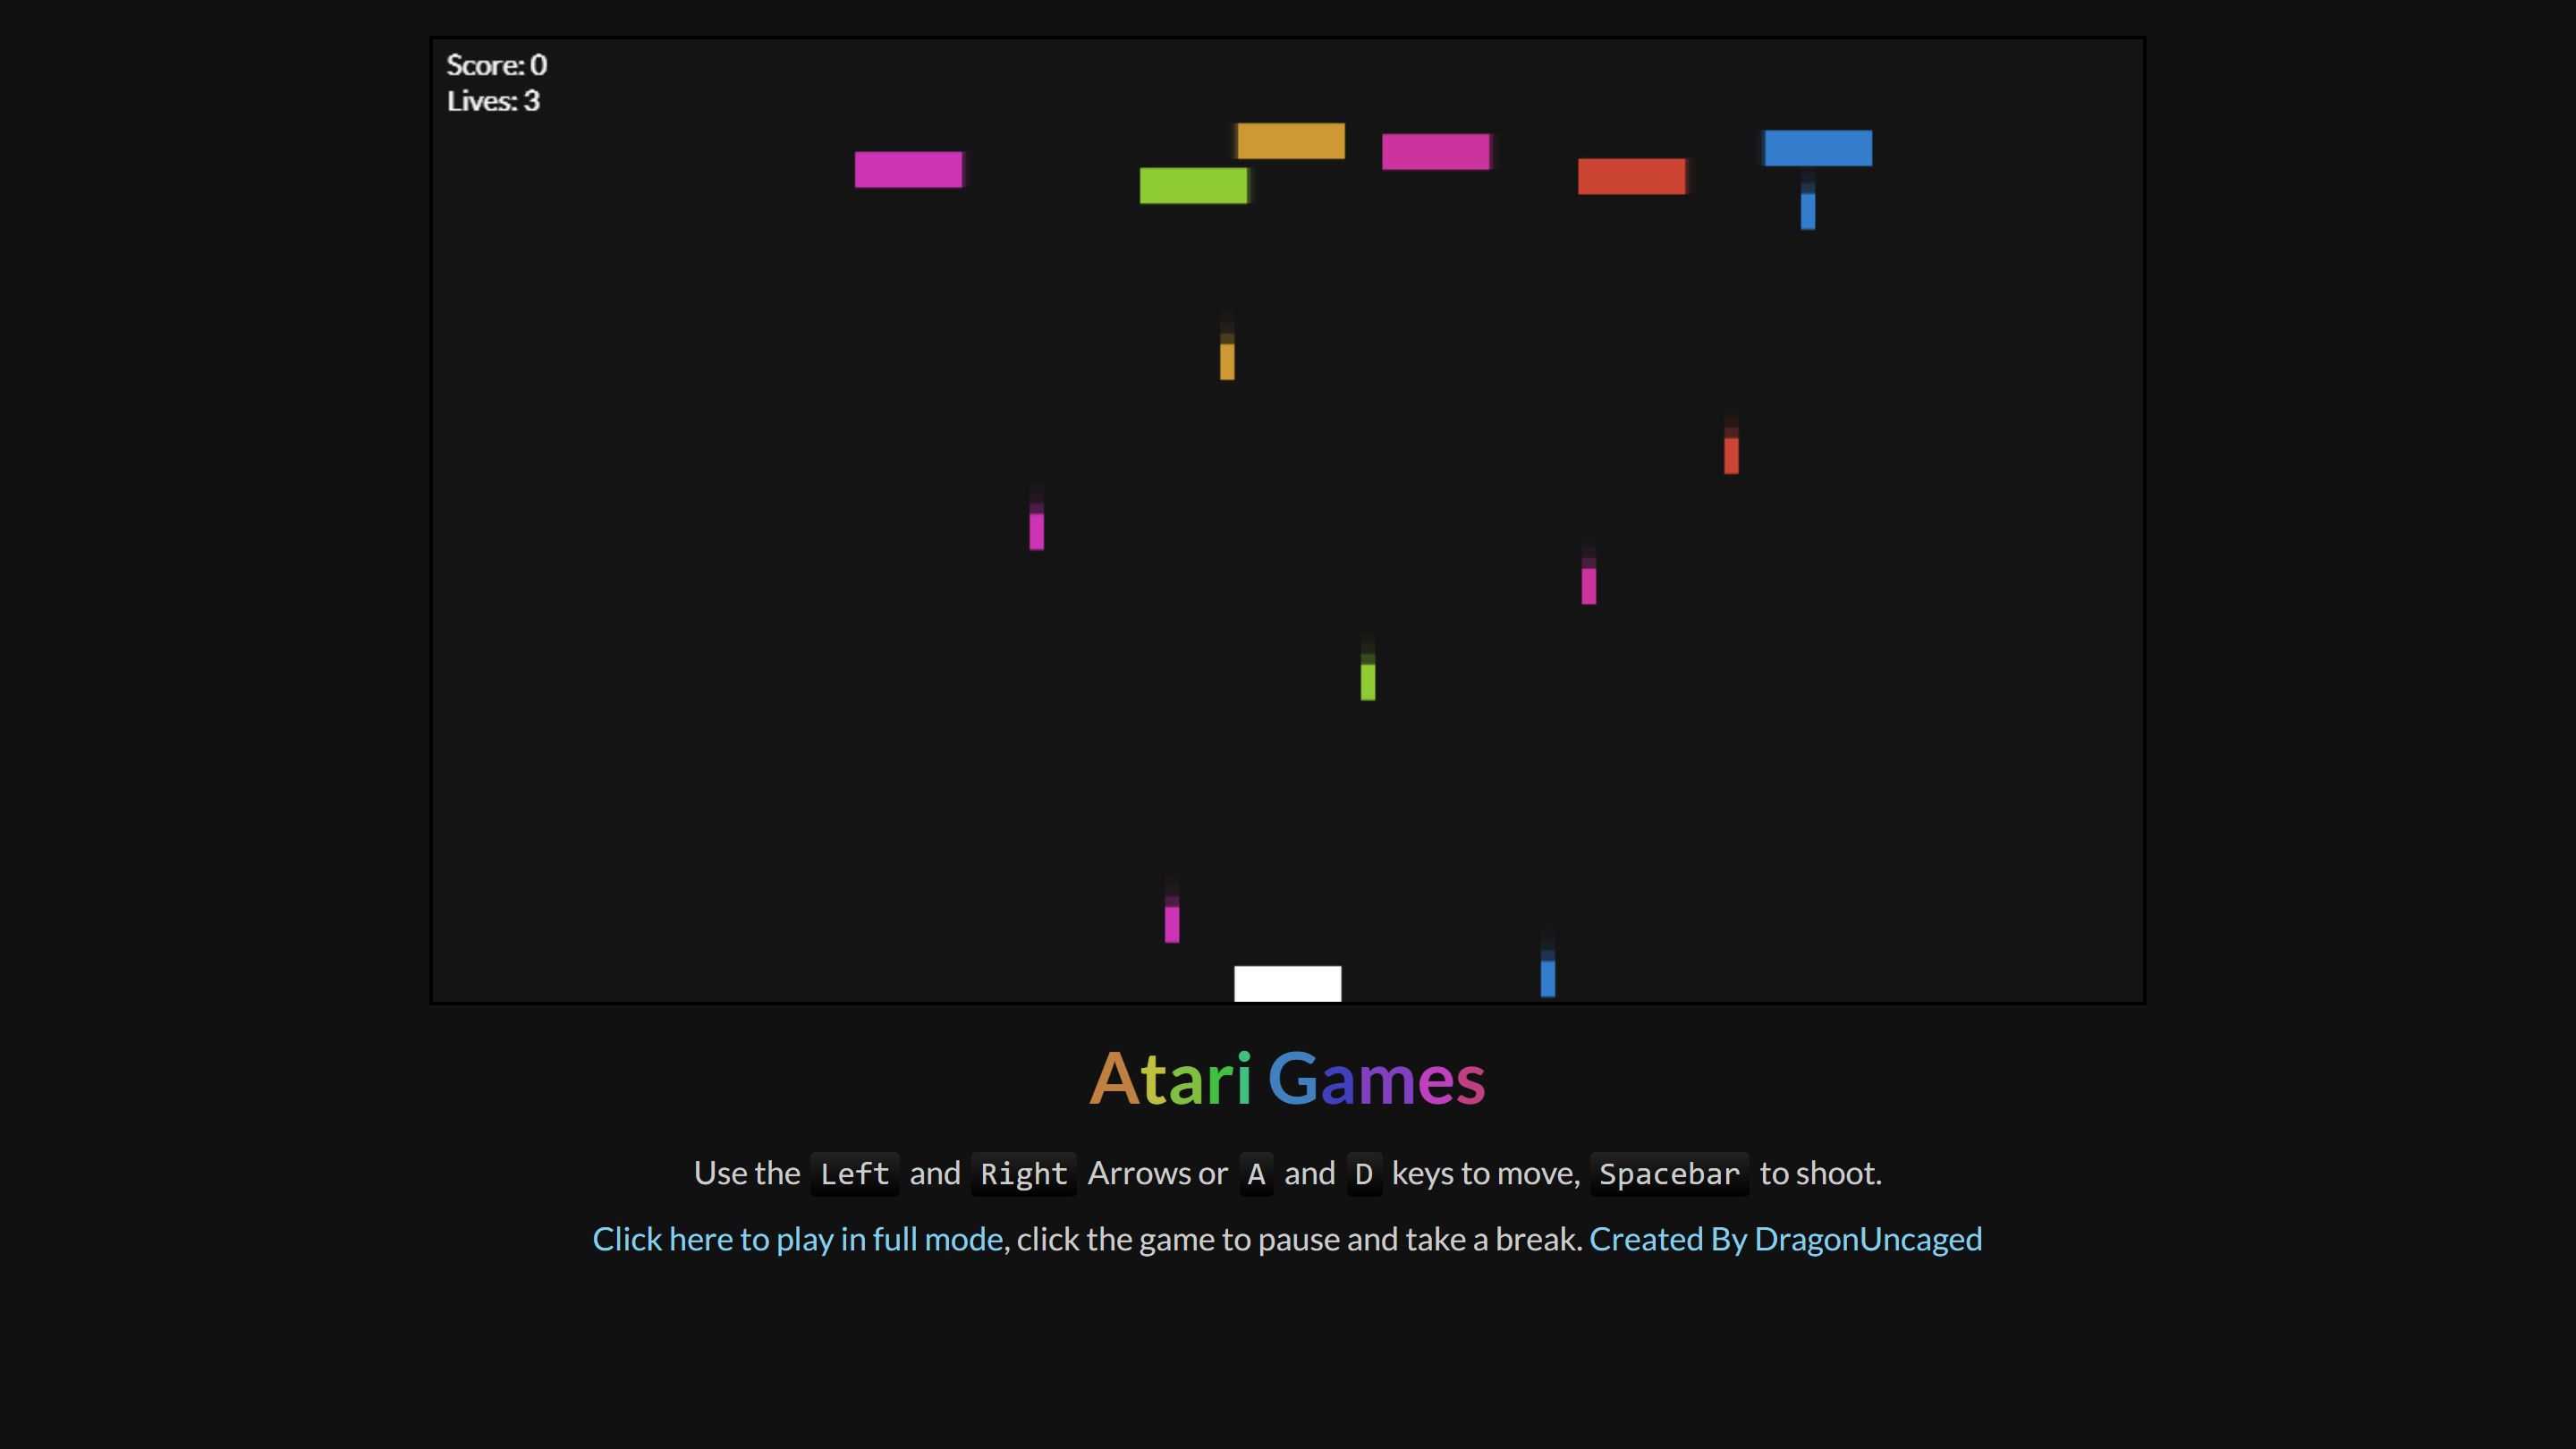 Score: 0
Lives: 3
Atari Games
Use the Left and Right Arrows or A and D keys to move, Spacebar to shoot.
Click here to play in full mode, click the game to pause and take a break. Created By DragonUncaged